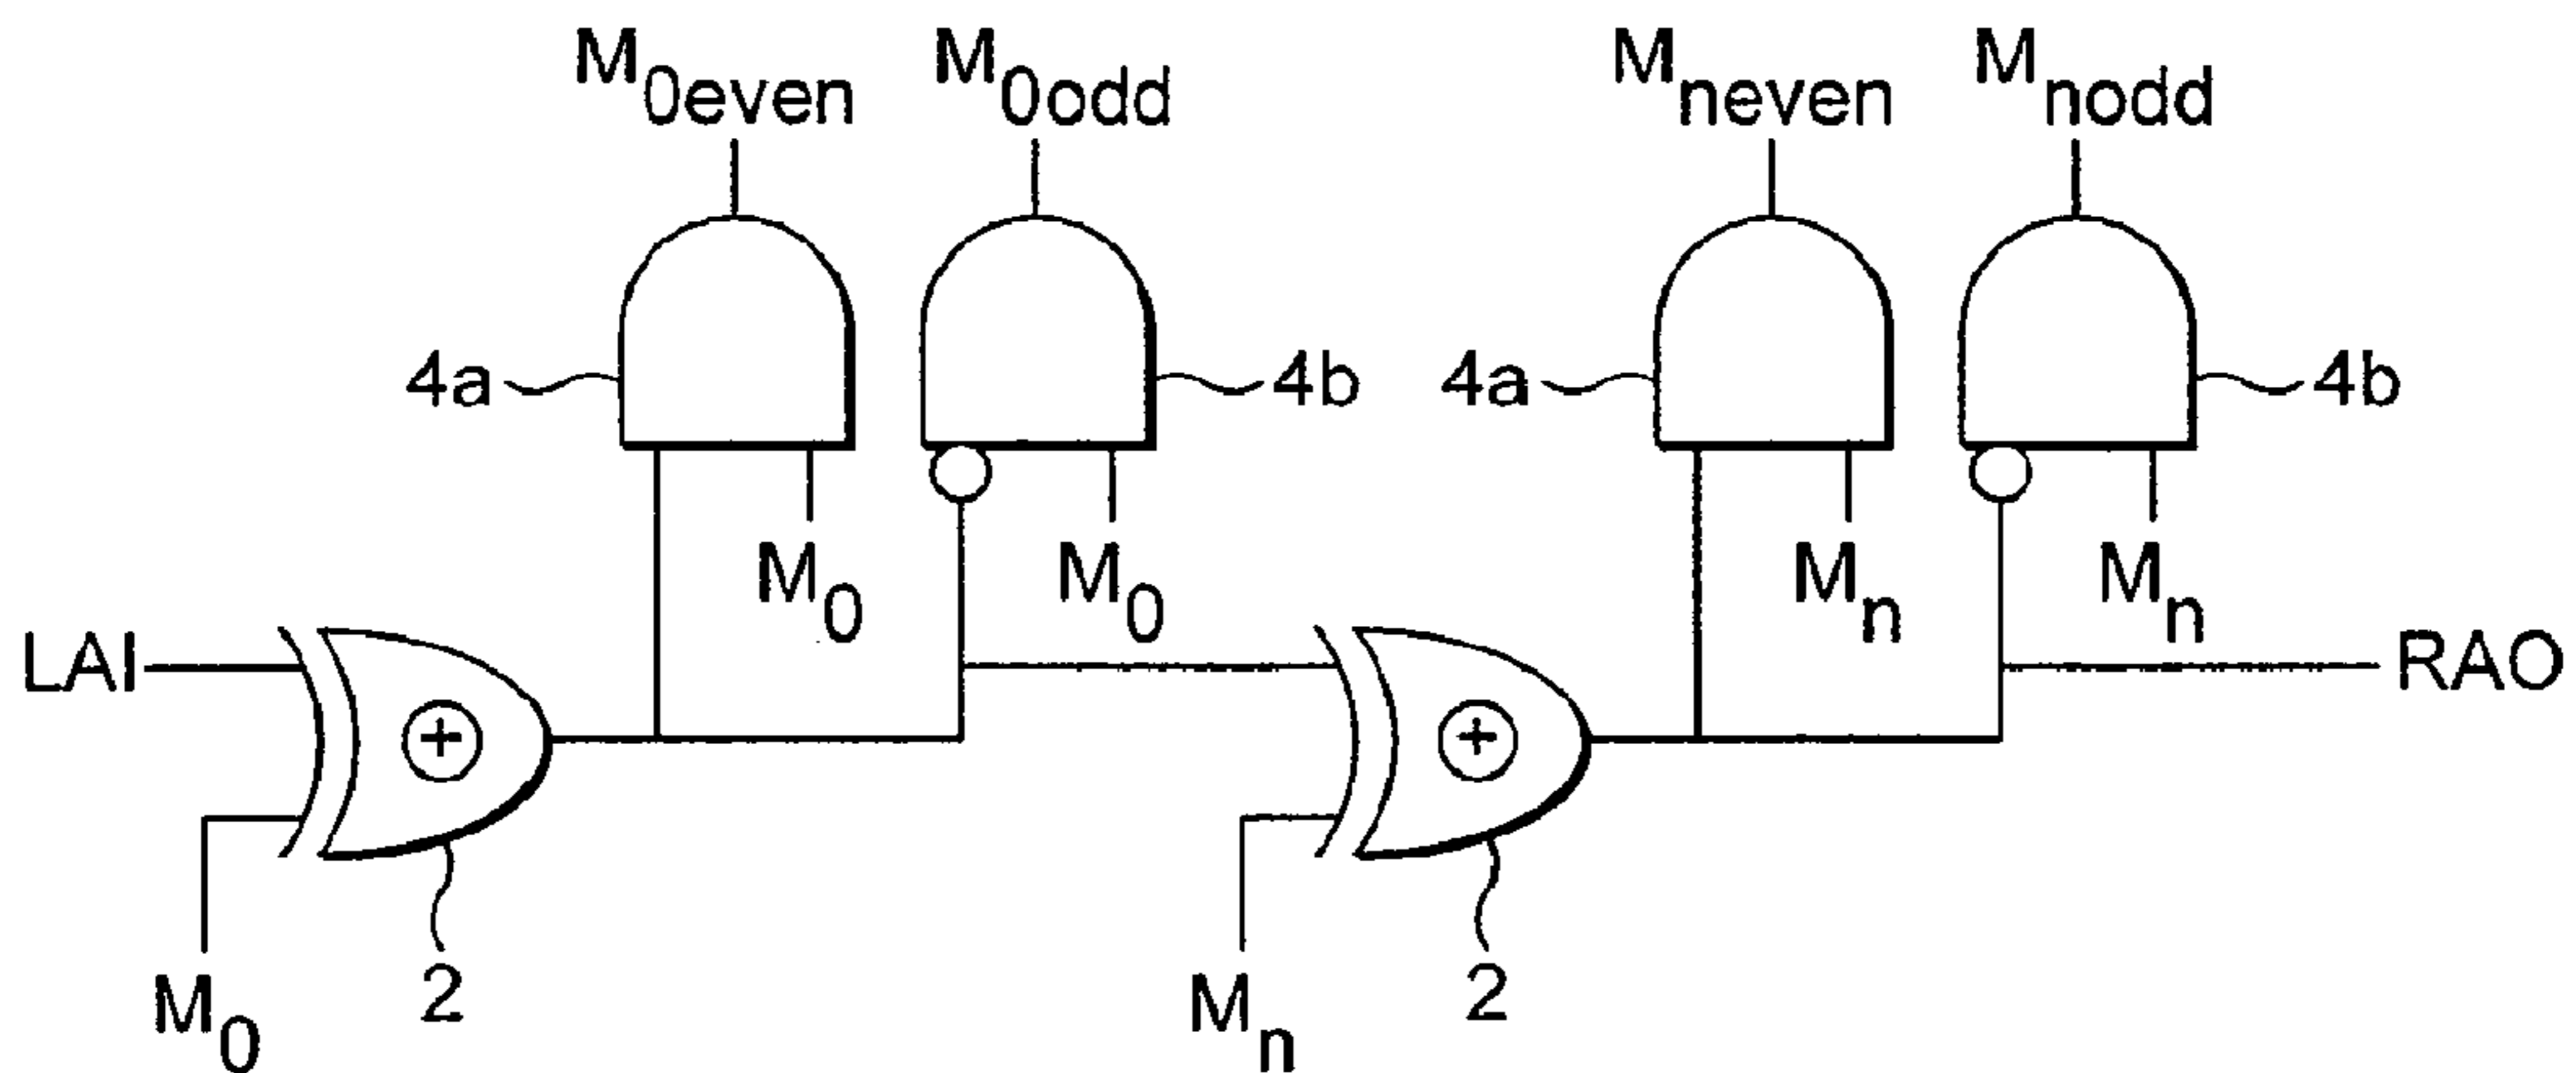 M0even M0odd Mneven Mnodd
4a 4b 4a 4b
M0 M0 Mn Mn
LAI + + RAO
M0 2 Mn 2